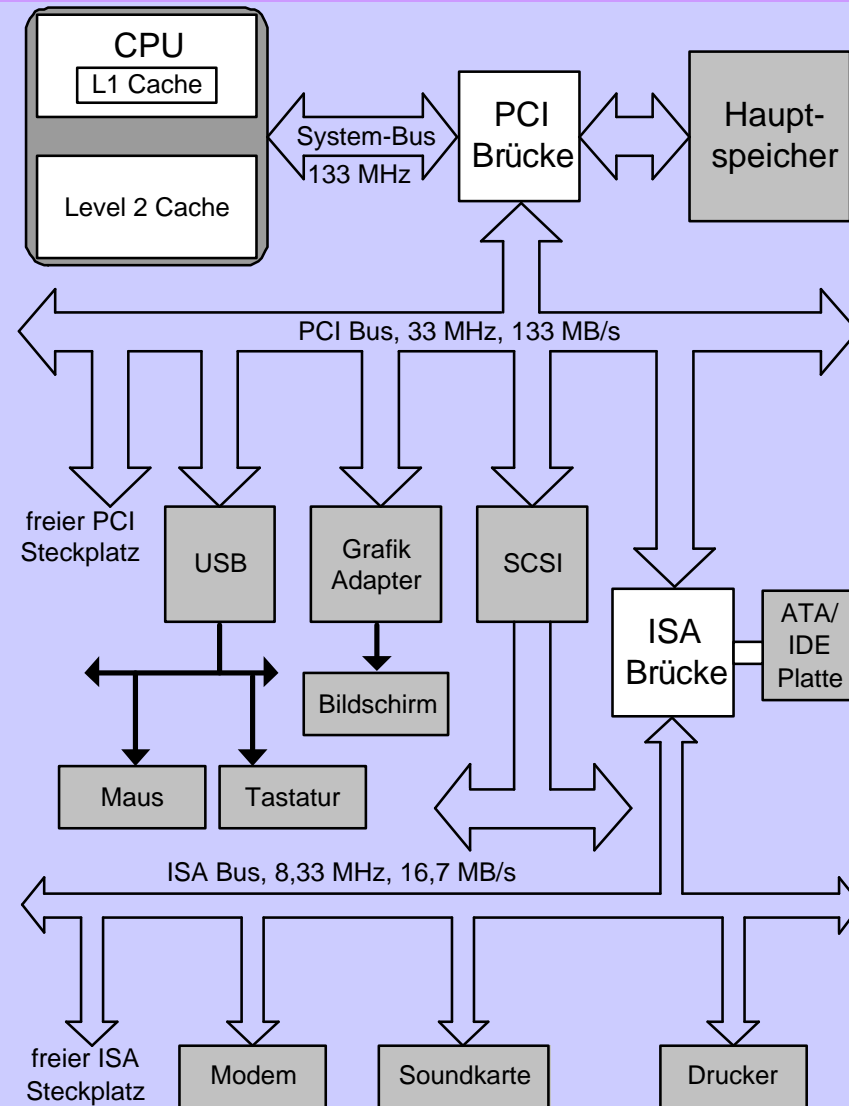 CPU
L1 Cache
Level 2 Cache
System-Bus
133 MHz
PCI
Brücke
Haupt-
speicher
PCI Bus, 33 MHz, 133 MB/s
freier PCI
Steckplatz
USB
Grafik
Adapter
SCSI
ISA
Brücke
ATA/
IDE
Platte
Bildschirm
Maus
Tastatur
ISA Bus, 8,33 MHz, 16,7 MB/s
freier ISA
Steckplatz
Modem
Soundkarte
Drucker